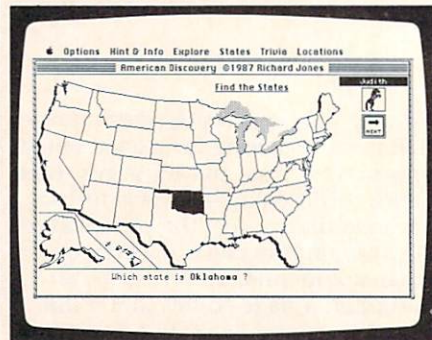 Options Hint & Info Explore States Trivia Locations
American Discovery ©1987 Richard Jones
Judith
Find the States
NEXT
Which state is Oklahoma ?